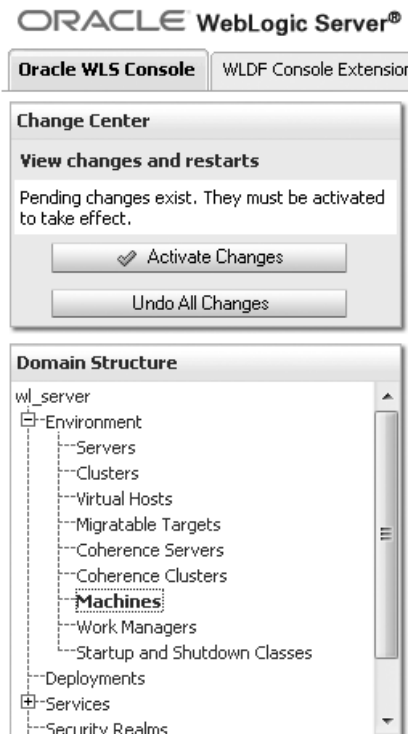 ORACLE WebLogic Server®
Oracle WLS Console WLDF Console Extension
Change Center
View changes and restarts
Pending changes exist. They must be activated
to take effect.
Activate Changes
Undo All Changes
Domain Structure
wl_server
Environment
Servers
Clusters
Virtual Hosts
Migratable Targets
Coherence Servers
Coherence Clusters
Machines
Work Managers
Startup and Shutdown Classes
Deployments
Services
Security Realms